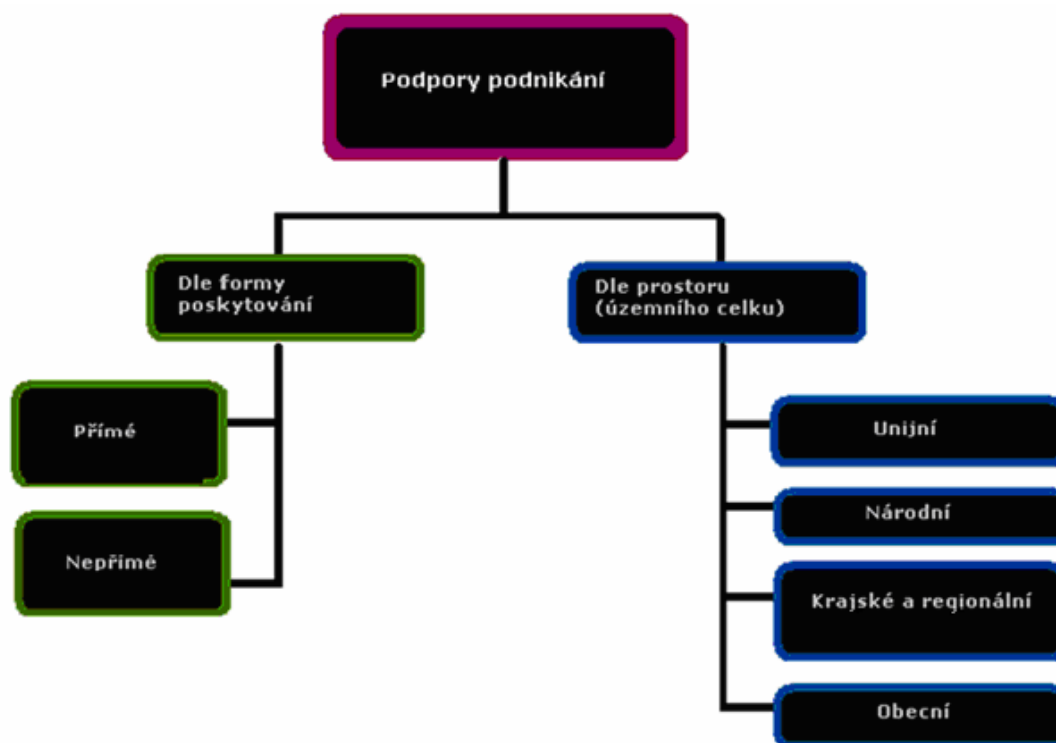 Podpory podnikání
Dle formy
poskytování
Dle prostoru
(územního celku)
Přímé
Nepřímé
Unijní
Národní
Krajské a regionální
Obecní